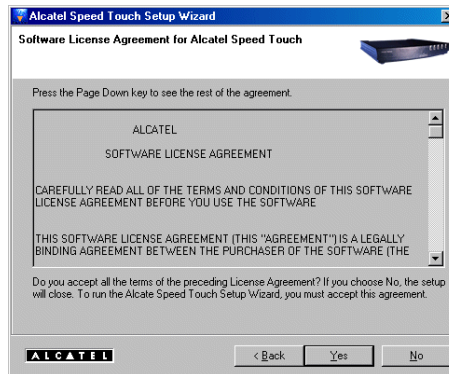 Alcatel Speed Touch Setup Wizard
Software License Agreement for Alcatel Speed Touch
Press the Page Down key to see the rest of the agreement.
ALCATEL
SOFTWARE LICENSE AGREEMENT
CAREFULLY READ ALL OF THE TERMS AND CONDITIONS OF THIS SOFTWARE
LICENSE AGREEMENT BEFORE YOU USE THE SOFTWARE
THIS SOFTWARE LICENSE AGREEMENT (THIS "AGREEMENT") IS A LEGALLY
BINDING AGREEMENT BETWEEN THE PURCHASER OF THE SOFTWARE (THE
Do you accept all the terms of the preceding License Agreement? If you choose No, the setup
will close. To run the Alcate Speed Touch Setup Wizard, you must accept this agreement.
ALCATEL
< Back
Yes
No